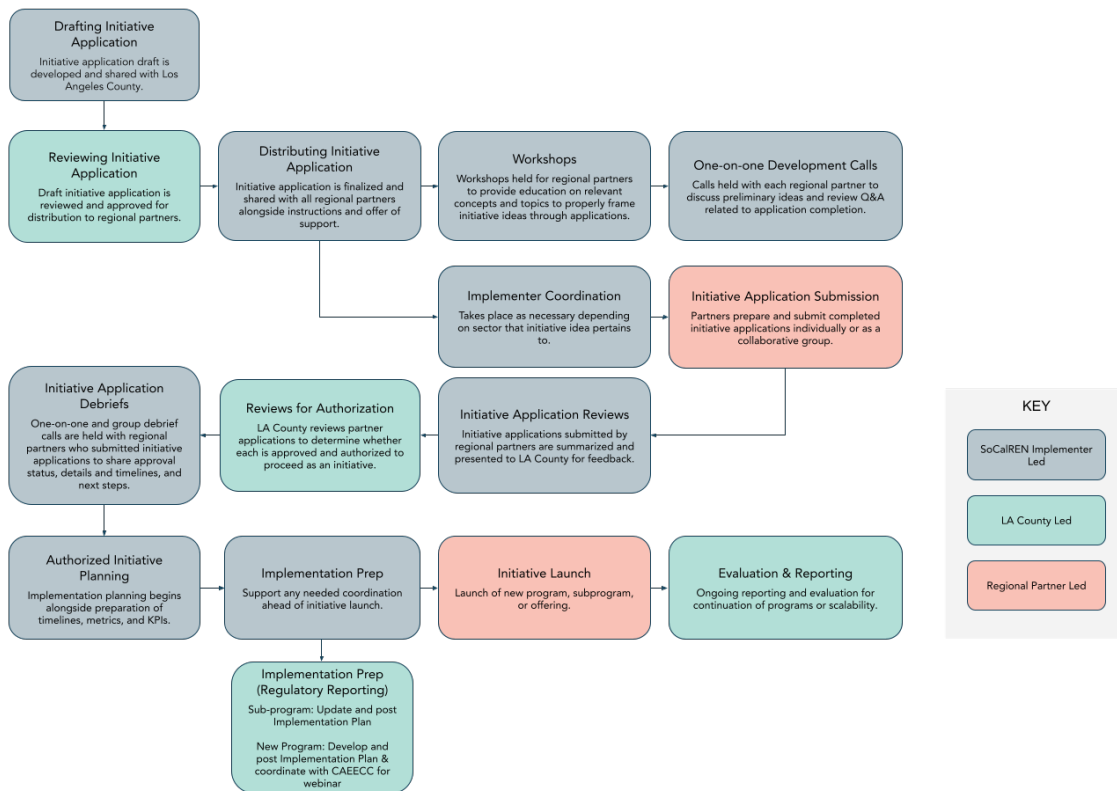 Drafting Initiative
Application
Initiative application draft is
developed and shared with Los
Angeles County.
Reviewing Initiative
Application
Draft initiative application is
reviewed and approved for
distribution to regional partners.
Distributing Initiative
Application
Initiative application is finalized and
shared with all regional partners
alongside instructions and offer of
support.
Workshops
Workshops held for regional partners
to provide education on relevant
concepts and topics to properly frame
initiative ideas through applications.
One-on-one Development Calls
Calls held with each regional partner to
discuss preliminary ideas and review Q&A
related to application completion.
Implementer Coordination
Takes place as necessary depending
on sector that initiative idea pertains
to.
Initiative Application Submission
Partners prepare and submit completed
initiative applications individually or as a
collaborative group.
Initiative Application Reviews
Initiative applications submitted by
regional partners are summarized and
presented to LA County for feedback.
Reviews for Authorization
LA County reviews partner
applications to determine whether
each is approved and authorized to
proceed as an initiative.
Initiative Application
Debriefs
One-on-one and group debrief
calls are held with regional
partners who submitted initiative
applications to share approval
status, details and timelines, and
next steps.
Authorized Initiative
Planning
Implementation planning begins
alongside preparation of
timelines, metrics, and KPIs.
Implementation Prep
Support any needed coordination
ahead of initiative launch.
Initiative Launch
Launch of new program, subprogram,
or offering.
Evaluation & Reporting
Ongoing reporting and evaluation for
continuation of programs or scalability.
Implementation Prep
(Regulatory Reporting)
Sub-program: Update and post
Implementation Plan
New Program: Develop and
post Implementation Plan &
coordinate with CAEECC for
webinar
KEY
SoCalREN Implementer
Led
LA County Led
Regional Partner Led